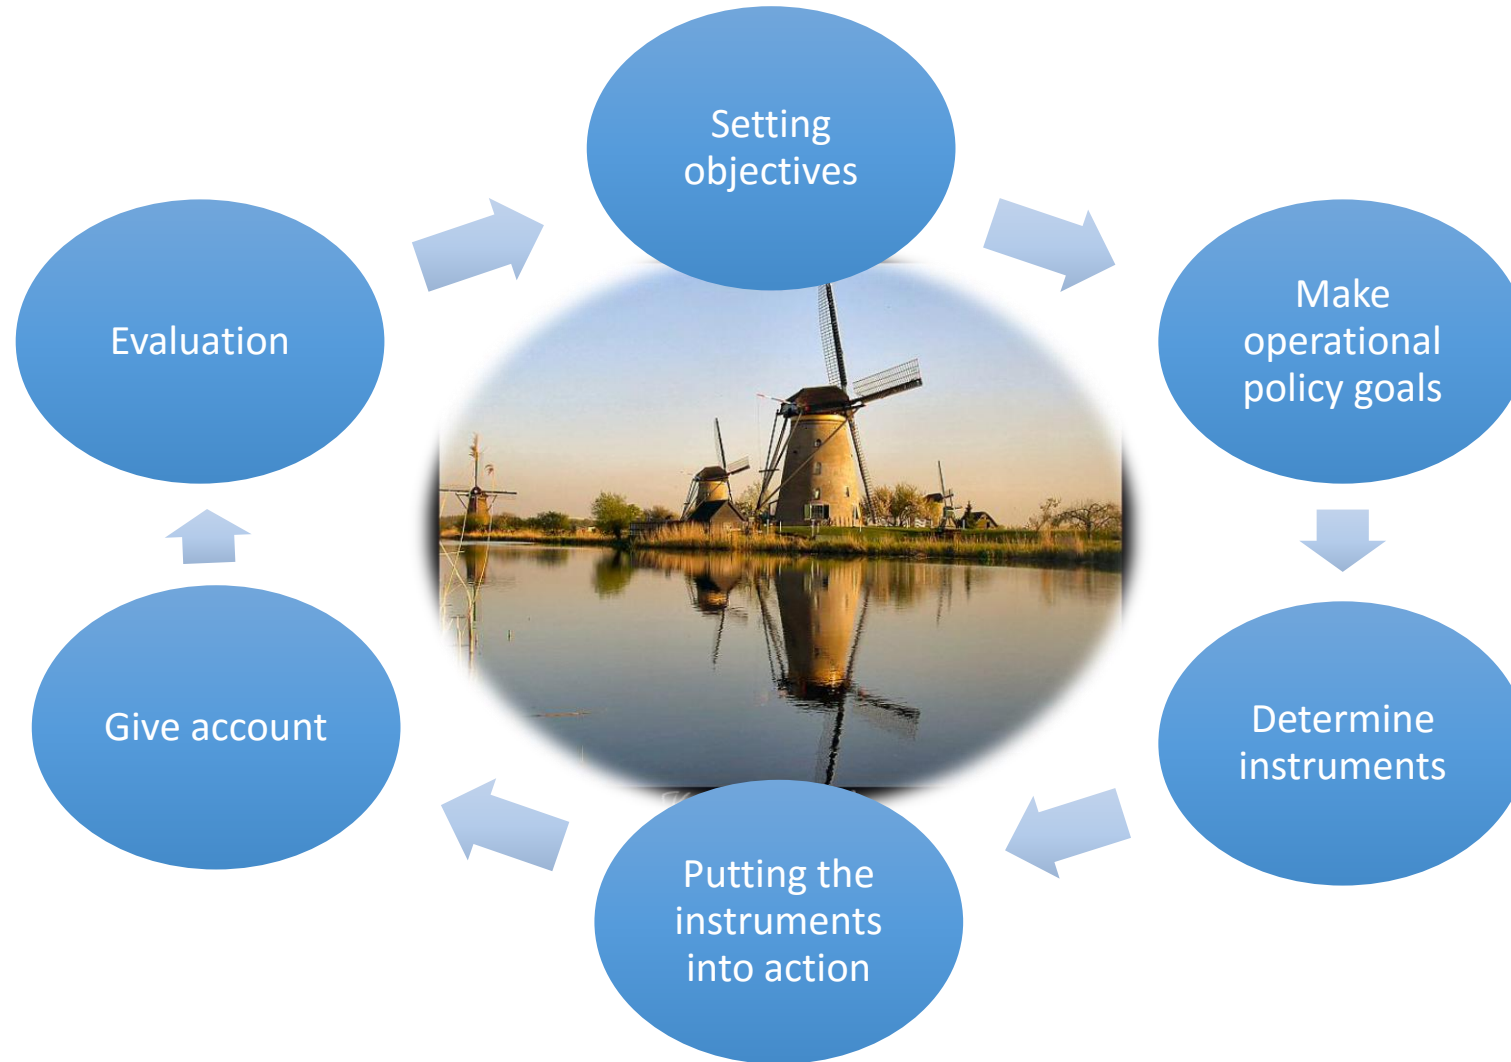 Setting
objectives
Make
operational
policy goals
Determine
instruments
Putting the
instruments
into action
Give account
Evaluation